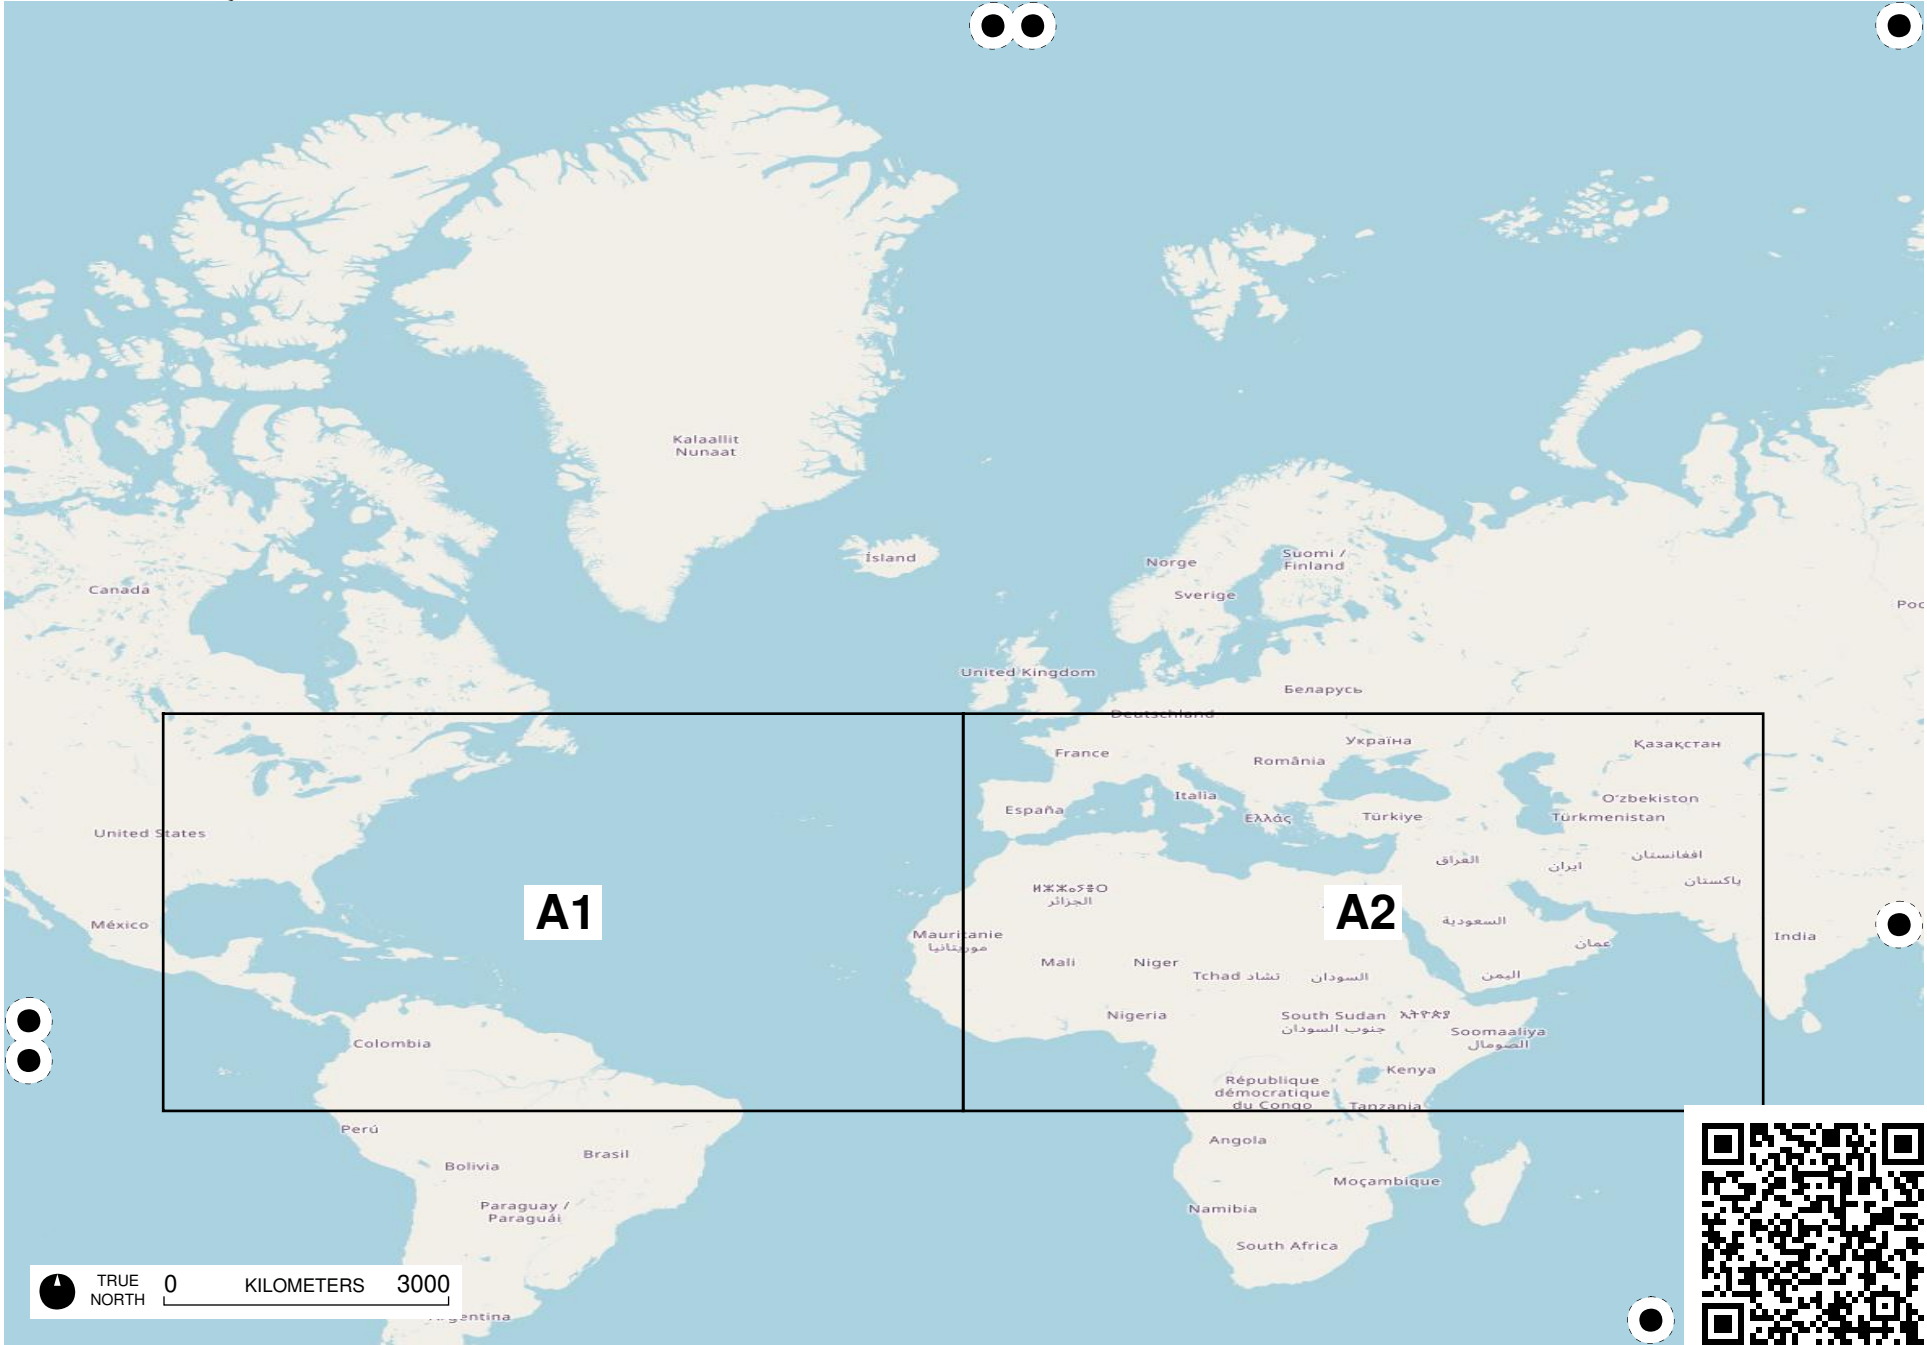 Kalaallit
Nunaat
Ísland
Norge
Suomi /
Finland
Sverige
Canada
United Kingdom
Беларусь
Deutschland
Україна
Қазақстан
France
România
Italia
España
Ελλάς
Türkiye
Oʻzbekiston
Türkmenistan
United States
العراق
ایران
افغانستان
پاکستان
ⵍⵣⵣⴰⵢⴻⵔ
الجزائر
A1
A2
السعودية
عمان
México
Mauritanie
موريتانيا
India
Mali
Niger
Tchad تشاد
السودان
اليمن
Nigeria
South Sudan
جنوب السودان
ኢትዮጵያ
Soomaaliya
الصومال
Colombia
Kenya
République
démocratique
du Congo
Tanzania
Perú
Angola
Bolivia
Brasil
Moçambique
Paraguay /
Paraguái
Namibia
South Africa
TRUE
NORTH
0 KILOMETERS 3000